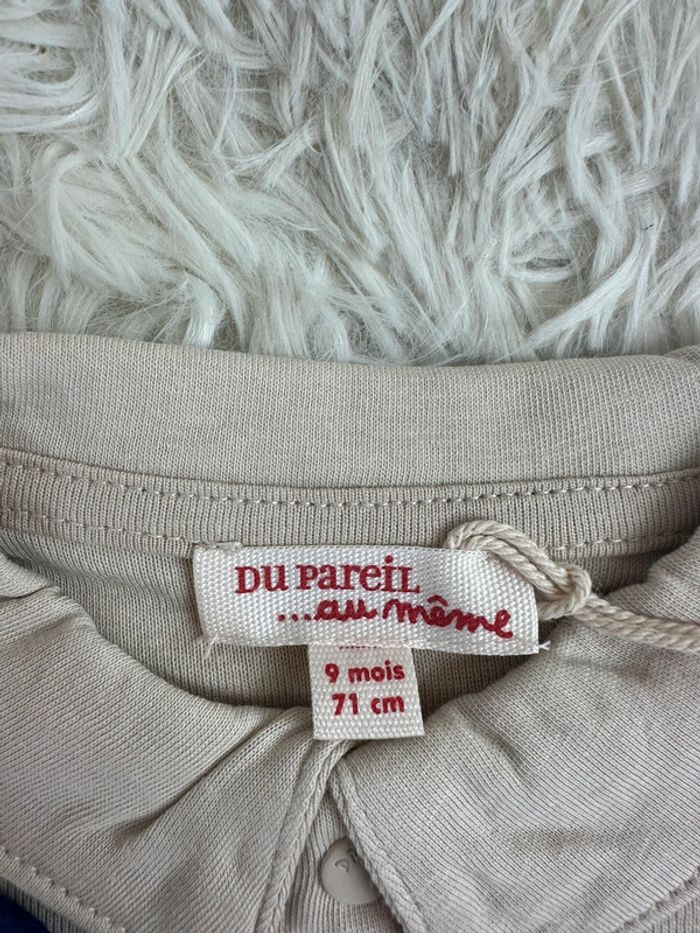 Du Pareil
...au même
9 mois
71 cm